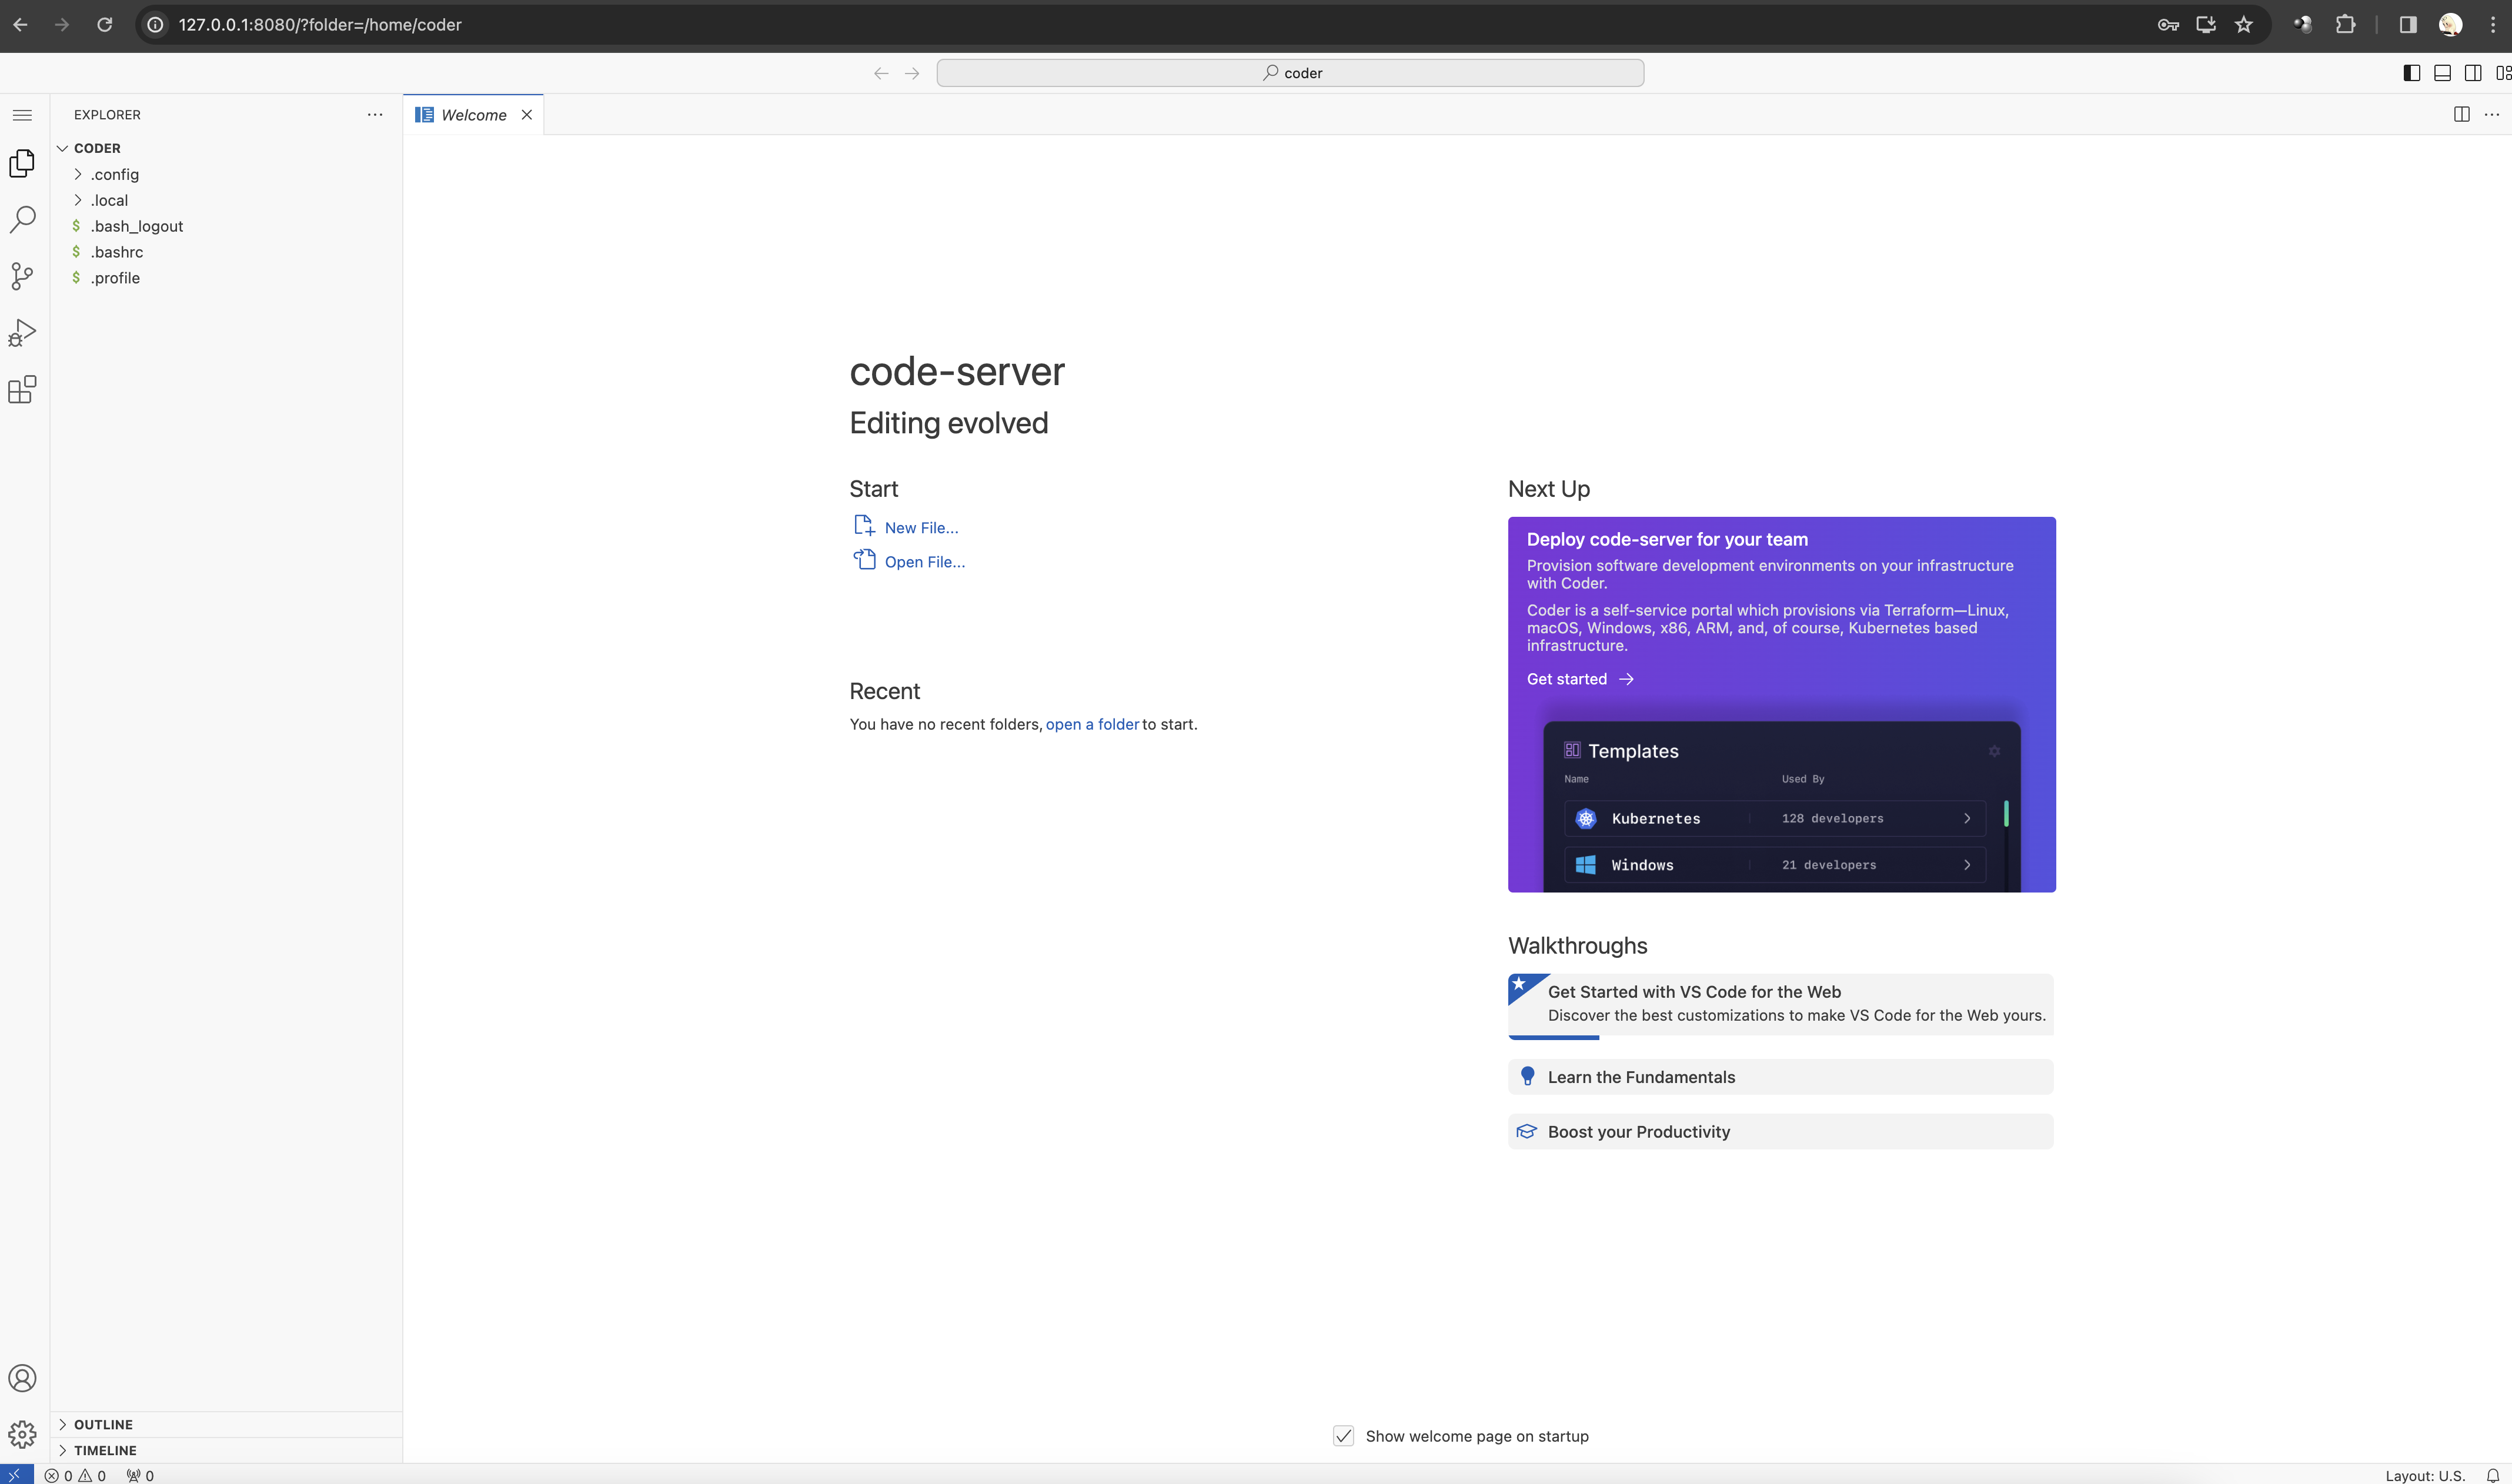 127.0.0.1:8080/?folder=/home/coder
coder
EXPLORER
Welcome
CODER
.config
.local
$ .bash_logout
$ .bashrc
$ .profile
code-server
Editing evolved
Start
New File...
Open File...
Recent
You have no recent folders, open a folder to start.
Next Up
Deploy code-server for your team
Provision software development environments on your infrastructure
with Coder.
Coder is a self-service portal which provisions via Terraform—Linux,
macOS, Windows, x86, ARM, and, of course, Kubernetes based
infrastructure.
Get started →
Templates
Name Used By
Kubernetes 128 developers
Windows 21 developers
Walkthroughs
Get Started with VS Code for the Web
Discover the best customizations to make VS Code for the Web yours.
Learn the Fundamentals
Boost your Productivity
Show welcome page on startup
OUTLINE
TIMELINE
0 0 0
Layout: U.S.